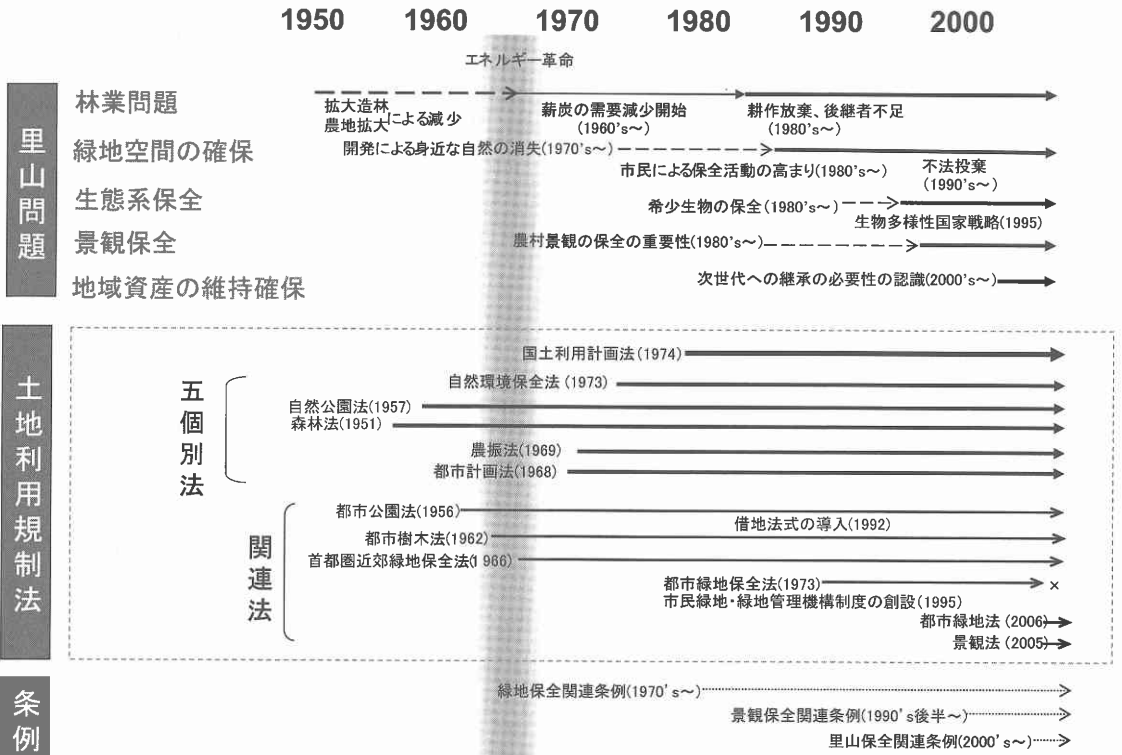 1950 1960 1970 1980 1990 2000
エネルギー革命
里山問題
林業問題
拡大造林
農地拡大
による減少
薪炭の需要減少開始
(1960's～)
耕作放棄、後継者不足
(1980's～)
緑地空間の確保
開発による身近な自然の消失(1970's～)
市民による保全活動の高まり(1980's～)
不法投棄
(1990's～)
生態系保全
希少生物の保全(1980's～)
生物多様性国家戦略(1995)
景観保全
農村景観の保全の重要性(1980's～)
地域資産の維持確保
次世代への継承の必要性の認識(2000's～)
土地利用規制法
国土利用計画法(1974)
五個別法
自然環境保全法(1973)
自然公園法(1957)
森林法(1951)
農振法(1969)
都市計画法(1968)
関連法
都市公園法(1956)
借地法式の導入(1992)
都市樹木法(1962)
首都圏近郊緑地保全法(1966)
都市緑地保全法(1973)
×
市民緑地・緑地管理機構制度の創設(1995)
都市緑地法(2006)
景観法(2005)
条例
緑地保全関連条例(1970's～)
景観保全関連条例(1990's後半～)
里山保全関連条例(2000's～)